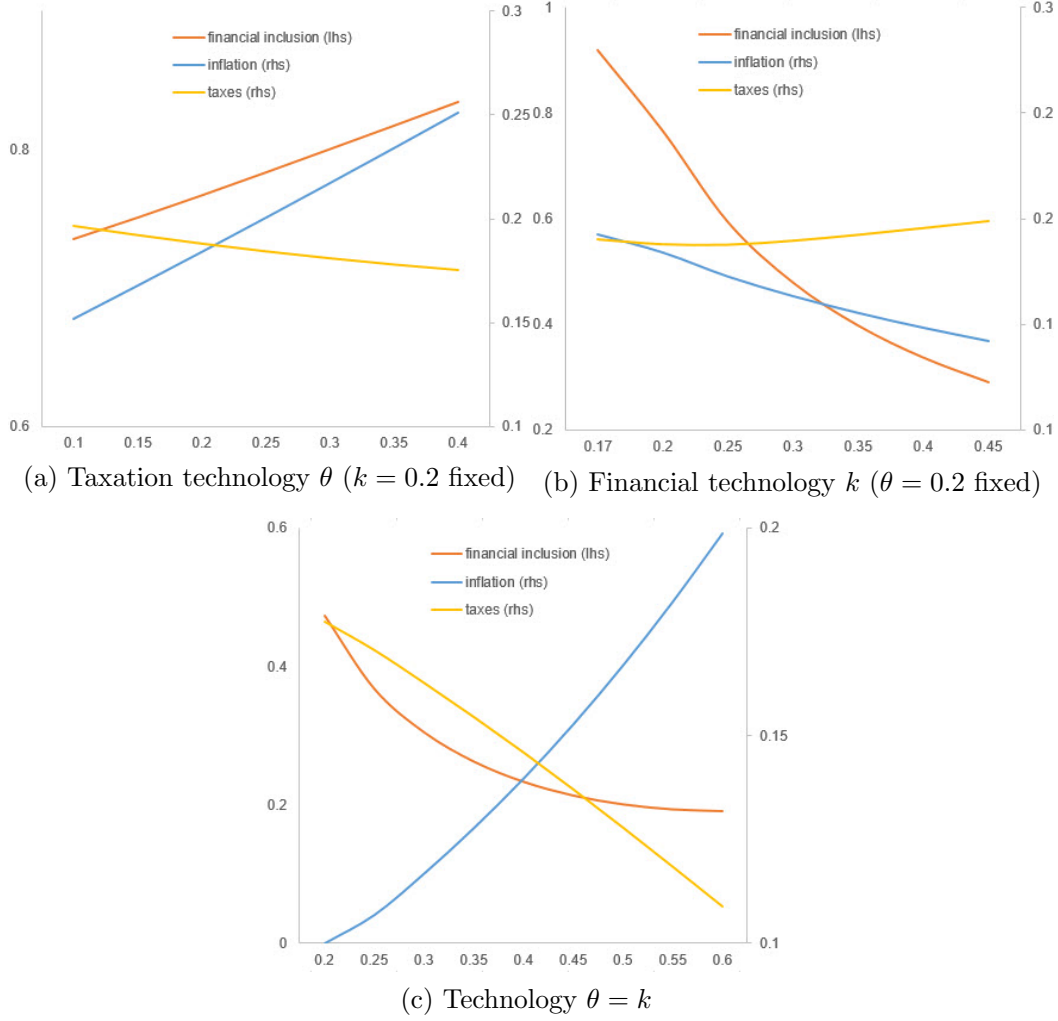 0.3
financial inclusion (lhs)
inflation (rhs)
taxes (rhs)
0.25
0.8
0.2
0.15
0.6
0.1
0.1 0.15 0.2 0.25 0.3 0.35 0.4
(a) Taxation technology θ (k = 0.2 fixed)
1
0.3
financial inclusion (lhs)
inflation (rhs)
taxes (rhs)
0.8
0.2
0.6
0.2
0.4
0.1
0.2
0.1
0.17 0.2 0.25 0.3 0.35 0.4 0.45
(b) Financial technology k (θ = 0.2 fixed)
0.6
0.2
financial inclusion (lhs)
inflation (rhs)
taxes (rhs)
0.4
0.15
0.2
0
0.1
0.2 0.25 0.3 0.35 0.4 0.45 0.5 0.55 0.6
(c) Technology θ = k